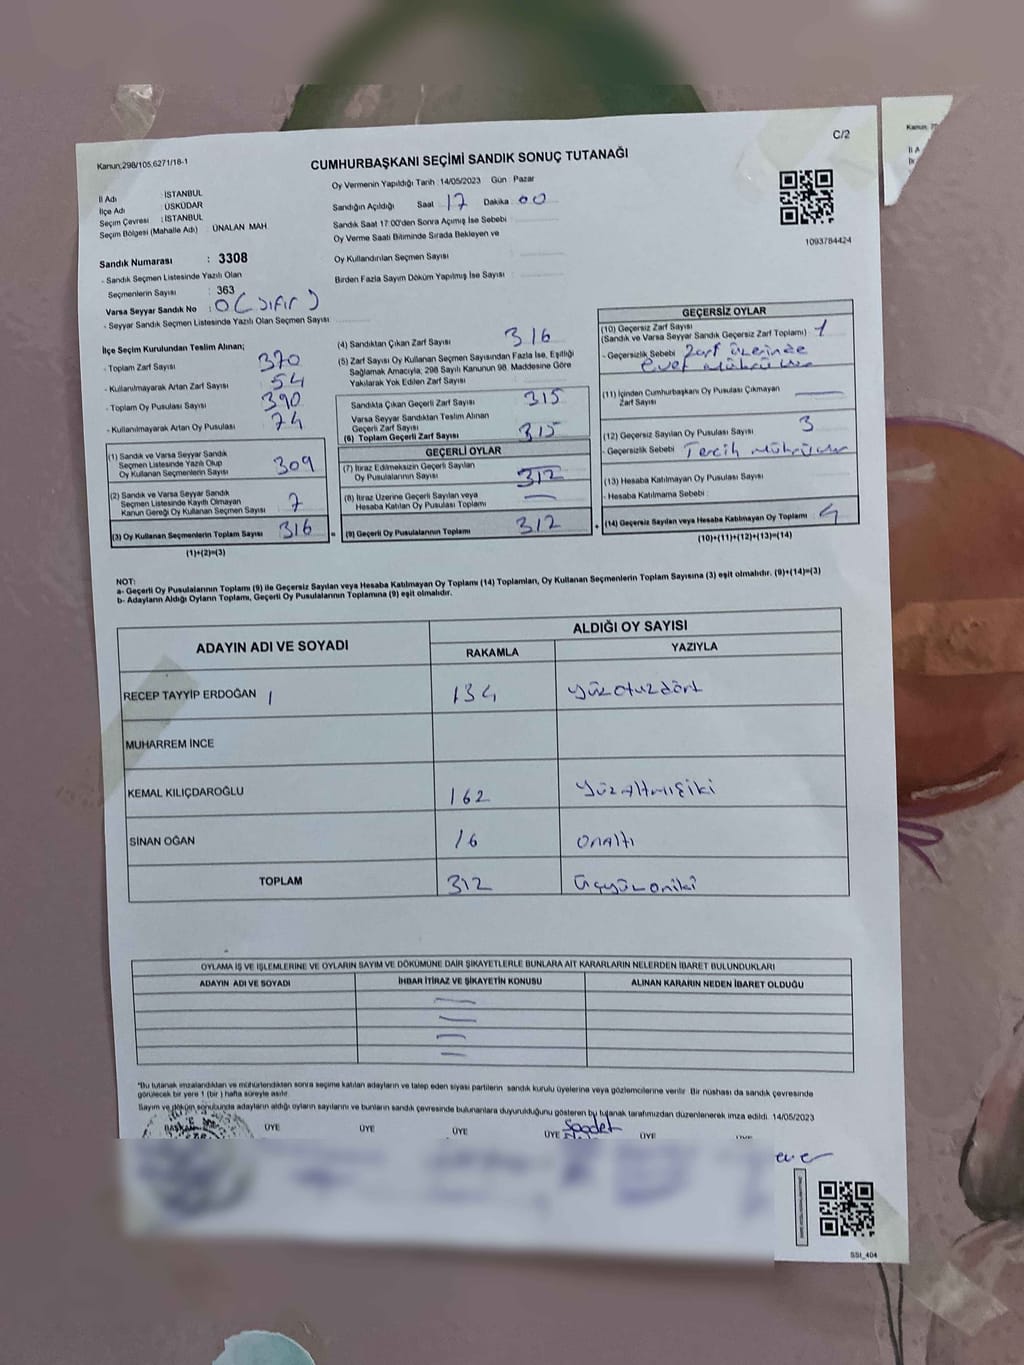 Kanun;298/105.6271/18-1
C/2
CUMHURBAŞKANI SEÇİMİ SANDIK SONUÇ TUTANAĞI
İl Adı : İSTANBUL
İlçe Adı : ÜSKÜDAR
Seçim Çevresi : İSTANBUL
Seçim Bölgesi (Mahalle Adı) ÜNALAN MAH
Sandık Numarası : 3308
- Sandık Seçmen Listesinde Yazılı Olan
Seçmenlerin Sayısı : 363
Varsa Seyyar Sandık No : 0 (sıfır)
- Seyyar Sandık Seçmen Listesinde Yazılı Olan Seçmen Sayısı:
Oy Vermenin Yapıldığı Tarih :14/05/2023 Gün : Pazar
Sandığın Açıldığı Saat 17 Dakika 00
Sandık Saat 17:00'den Sonra Açımış İse Sebebi
Oy Verme Saati Bitiminde Sırada Bekleyen ve
Oy Kullandırılan Seçmen Sayısı
Birden Fazla Sayım Döküm Yapılmış İse Sayısı
1093784424
İlçe Seçim Kurulundan Teslim Alınan;
- Toplam Zarf Sayısı 370
- Kullanılmayarak Artan Zarf Sayısı 54
- Toplam Oy Pusulası Sayısı 390
- Kullanılmayarak Artan Oy Pusulası 74
(1) Sandık ve Varsa Seyyar Sandık
Seçmen Listesinde Yazılı Olup
Oy Kullanan Seçmenlerin Sayısı 309
(2) Sandık ve Varsa Seyyar Sandık
Seçmen Listesinde Kayıtlı Olmayan
Kanun Gereği Oy Kullanan Seçmen Sayısı 7
(3) Oy Kullanan Seçmenlerin Toplam Sayısı 316
(1)+(2)=(3)
(4) Sandıktan Çıkan Zarf Sayısı 316
(5) Zarf Sayısı Oy Kullanan Seçmen Sayısından Fazla İse, Eşitliği
Sağlamak Amacıyla; 298 Sayılı Kanunun 98. Maddesine Göre
Yakılarak Yok Edilen Zarf Sayısı
Sandıkta Çıkan Geçerli Zarf Sayısı 315
Varsa Seyyar Sandıktan Teslim Alınan
Geçerli Zarf Sayısı
(6) Toplam Geçerli Zarf Sayısı 315
GEÇERLİ OYLAR
(7) İtiraz Edilmeksizin Geçerli Sayılan
Oy Pusulalarının Sayısı 312
(8) İtiraz Üzerine Geçerli Sayılan veya
Hesaba Katılan Oy Pusulası Toplamı —
= (9) Geçerli Oy Pusulalarının Toplamı 312
GEÇERSİZ OYLAR
(10) Geçersiz Zarf Sayısı
(Sandık ve Varsa Seyyar Sandık Geçersiz Zarf Toplamı) 1
- Geçersizlik Sebebi Zarf üzerinde
evet mührü var
(11) İçinden Cumhurbaşkanı Oy Pusulası Çıkmayan
Zarf Sayısı —
(12) Geçersiz Sayılan Oy Pusulası Sayısı 3
- Geçersizlik Sebebi Tercih
(13) Hesaba Katılmayan Oy Pusulası Sayısı
- Hesaba Katılmama Sebebi :
+ (14) Geçersiz Sayılan veya Hesaba Katılmayan Oy Toplamı 4
(10)+(11)+(12)+(13)=(14)
NOT:
a- Geçerli Oy Pusulalarının Toplamı (9) ile Geçersiz Sayılan veya Hesaba Katılmayan Oy Toplamı (14) Toplamları, Oy Kullanan Seçmenlerin Toplam Sayısına (3) eşit olmalıdır. (9)+(14)=(3)
b- Adayların Aldığı Oyların Toplamı, Geçerli Oy Pusulalarının Toplamına (9) eşit olmalıdır.
ADAYIN ADI VE SOYADI
ALDIĞI OY SAYISI
RAKAMLA YAZIYLA
RECEP TAYYİP ERDOĞAN 1 134 yüzotuzdört
MUHARREM İNCE
KEMAL KILIÇDAROĞLU 162 yüzaltmışiki
SİNAN OĞAN 16 onaltı
TOPLAM 312 üçyüzoniki
OYLAMA İŞ VE İŞLEMLERİNE VE OYLARIN SAYIM VE DÖKÜMÜNE DAİR ŞİKAYETLERLE BUNLARA AİT KARARLARIN NELERDEN İBARET BULUNDUKLARI
ADAYIN ADI VE SOYADI İHBAR İTİRAZ VE ŞİKAYETİN KONUSU ALINAN KARARIN NEDEN İBARET OLDUĞU
"Bu tutanak imzalandıktan ve mühürlendikten sonra seçime katılan adayların ve talep eden siyasi partilerin sandık kurulu üyelerine veya gözlemcilerine verilir Bir nüshası da sandık çevresinde
görülecek bir yere 1 (bir) hafta süreyle asılır.
Sayım ve döküm sonubunda adayların aldığı oyların sayılarını ve bunların sandık çevresinde bulunanlara duyurulduğunu gösteren bu tutanak tarafımızdan düzenlenerek imza edildi. 14/05/2023
BAŞKAN ÜYE ÜYE ÜYE ÜYE Saadet ÜYE
SSI_404
Kanun;
İl A